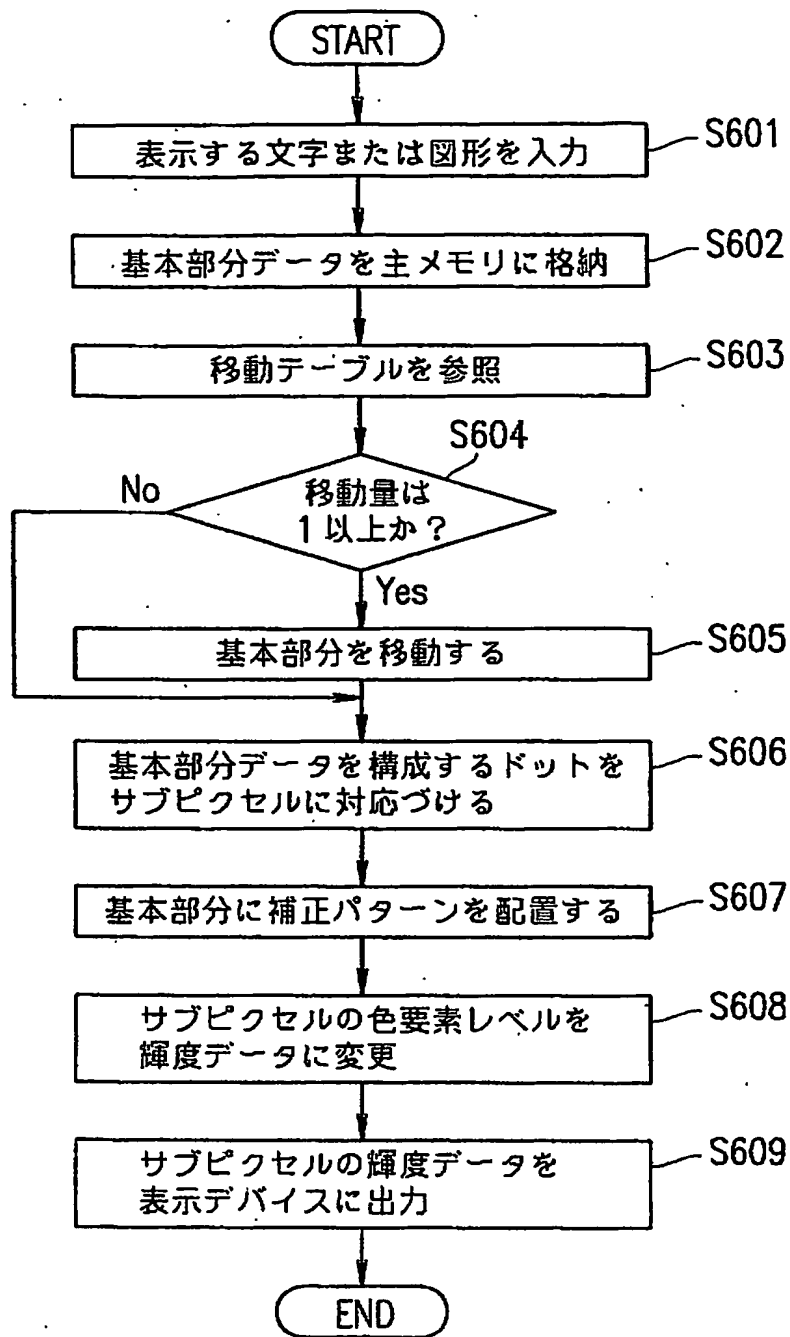 START
表示する文字または図形を入力
S601
基本部分データを主メモリに格納
S602
移動テーブルを参照
S603
S604
移動量は
1以上か？
No
Yes
基本部分を移動する
S605
基本部分データを構成するドットを
サブピクセルに対応づける
S606
基本部分に補正パターンを配置する
S607
サブピクセルの色要素レベルを
輝度データに変更
S608
サブピクセルの輝度データを
表示デバイスに出力
S609
END